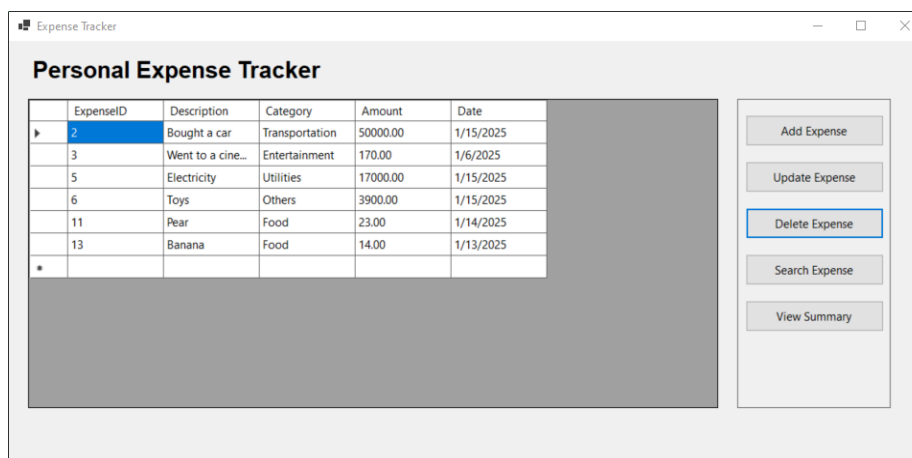 Expense Tracker
Personal Expense Tracker
ExpenseID Description Category Amount Date
2 Bought a car Transportation 50000.00 1/15/2025
3 Went to a cine... Entertainment 170.00 1/6/2025
5 Electricity Utilities 17000.00 1/15/2025
6 Toys Others 3900.00 1/15/2025
11 Pear Food 23.00 1/14/2025
13 Banana Food 14.00 1/13/2025
Add Expense
Update Expense
Delete Expense
Search Expense
View Summary